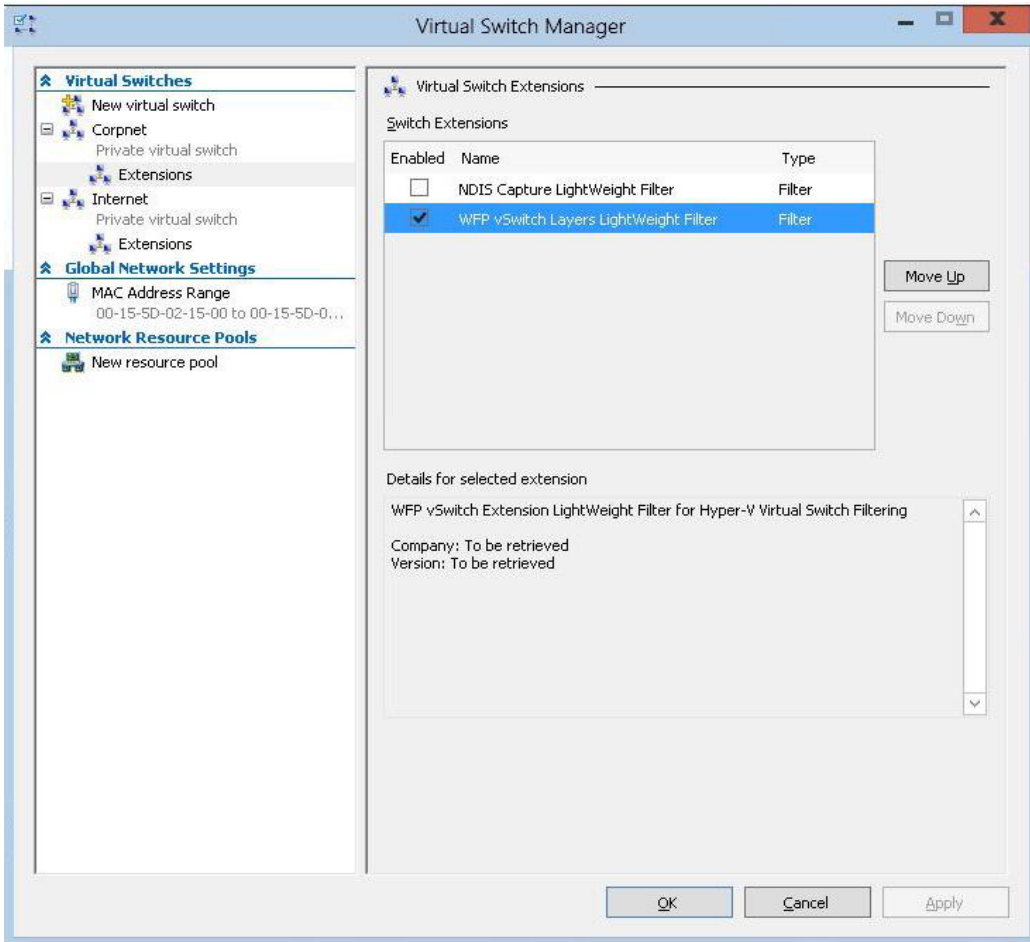 Virtual Switch Manager
Virtual Switches
New virtual switch
Corpnet
Private virtual switch
Extensions
Internet
Private virtual switch
Extensions
Global Network Settings
MAC Address Range
00-15-5D-02-15-00 to 00-15-5D-0...
Network Resource Pools
New resource pool
Virtual Switch Extensions
Switch Extensions
Enabled Name Type
NDIS Capture LightWeight Filter Filter
WFP vSwitch Layers LightWeight Filter Filter
Move Up
Move Down
Details for selected extension
WFP vSwitch Extension LightWeight Filter for Hyper-V Virtual Switch Filtering
Company: To be retrieved
Version: To be retrieved
OK Cancel Apply